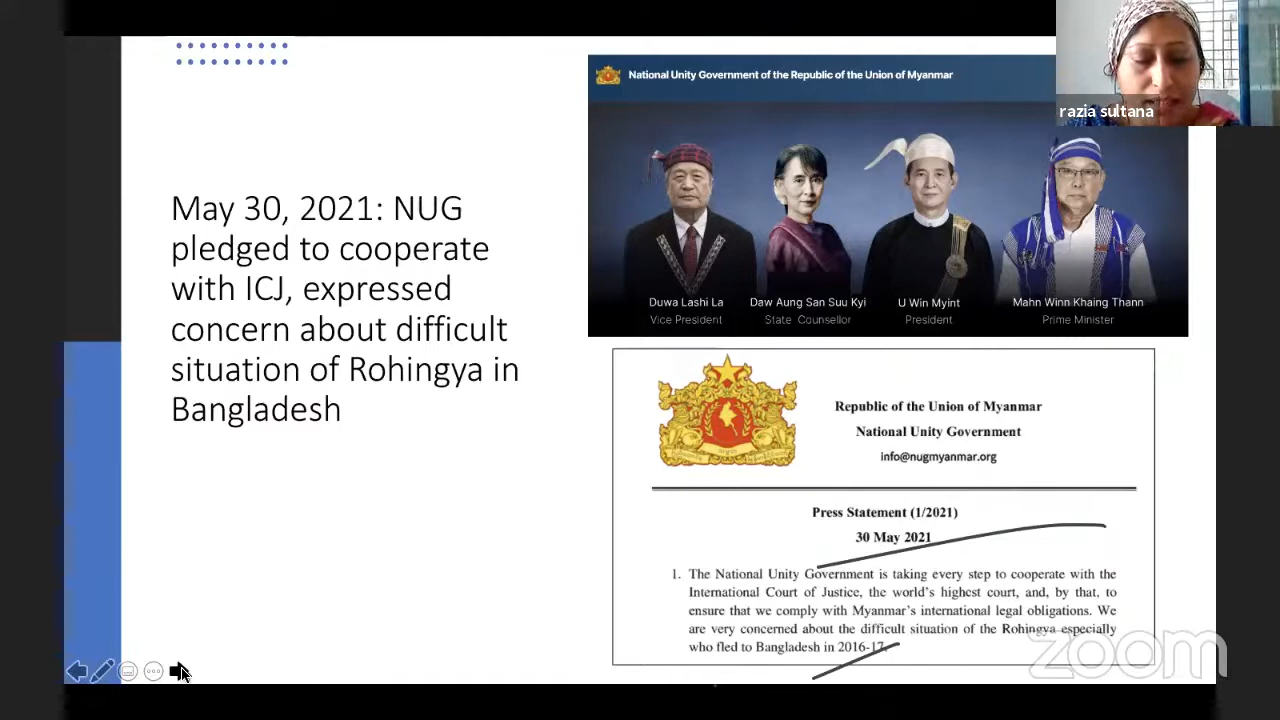 National Unity Government of the Republic of the Union of Myanmar
razia sultana
May 30, 2021: NUG
pledged to cooperate
with ICJ, expressed
concern about difficult
situation of Rohingya in
Bangladesh
Duwa Lashi La
Vice President
Daw Aung San Suu Kyi
State Counsellor
U Win Myint
President
Mahn Winn Khaing Thann
Prime Minister
Republic of the Union of Myanmar
National Unity Government
info@nugmyanmar.org
Press Statement (1/2021)
30 May 2021
1. The National Unity Government is taking every step to cooperate with the
International Court of Justice, the world's highest court, and, by that, to
ensure that we comply with Myanmar's international legal obligations. We
are very concerned about the difficult situation of the Rohingya especially
who fled to Bangladesh in 2016-17.
zoom